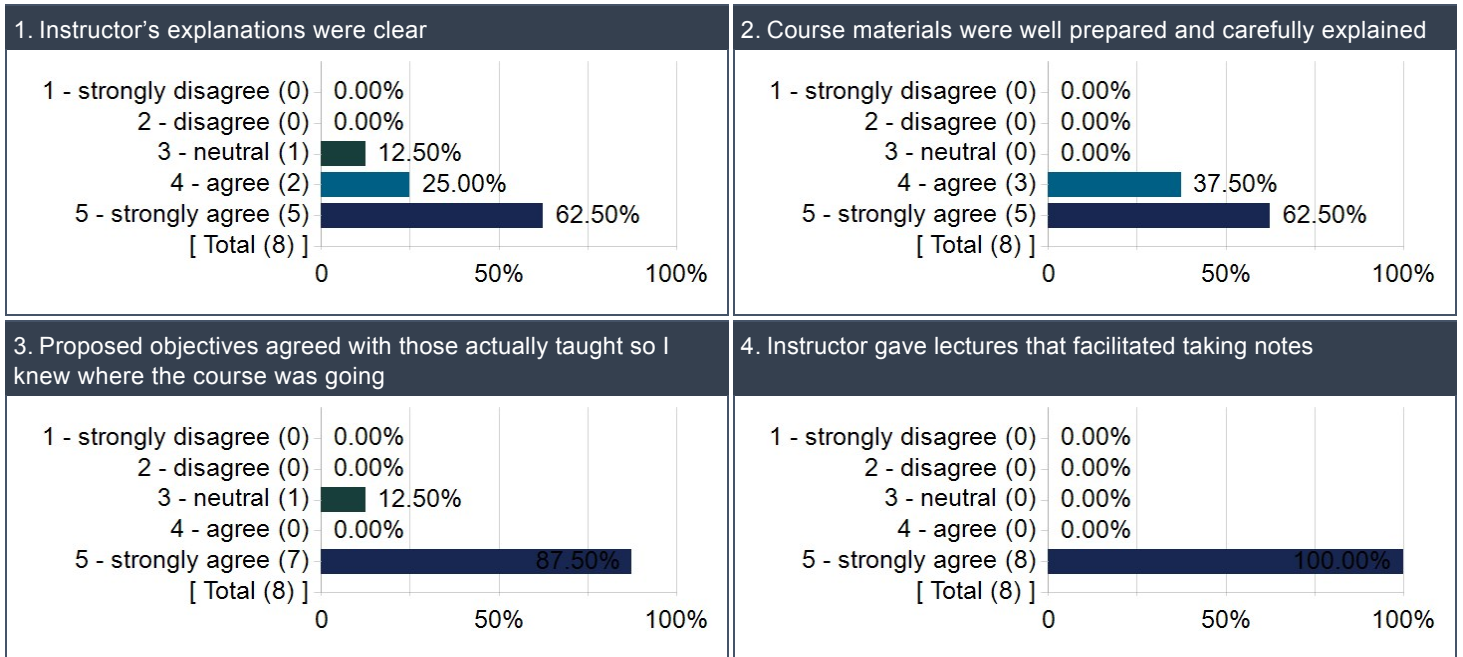 1. Instructor’s explanations were clear
1 - strongly disagree (0) 0.00%
2 - disagree (0) 0.00%
3 - neutral (1) 12.50%
4 - agree (2) 25.00%
5 - strongly agree (5) 62.50%
[ Total (8) ]
0 50% 100%
2. Course materials were well prepared and carefully explained
1 - strongly disagree (0) 0.00%
2 - disagree (0) 0.00%
3 - neutral (0) 0.00%
4 - agree (3) 37.50%
5 - strongly agree (5) 62.50%
[ Total (8) ]
0 50% 100%
3. Proposed objectives agreed with those actually taught so I
knew where the course was going
1 - strongly disagree (0) 0.00%
2 - disagree (0) 0.00%
3 - neutral (1) 12.50%
4 - agree (0) 0.00%
5 - strongly agree (7) 87.50%
[ Total (8) ]
0 50% 100%
4. Instructor gave lectures that facilitated taking notes
1 - strongly disagree (0) 0.00%
2 - disagree (0) 0.00%
3 - neutral (0) 0.00%
4 - agree (0) 0.00%
5 - strongly agree (8) 100.00%
[ Total (8) ]
0 50% 100%